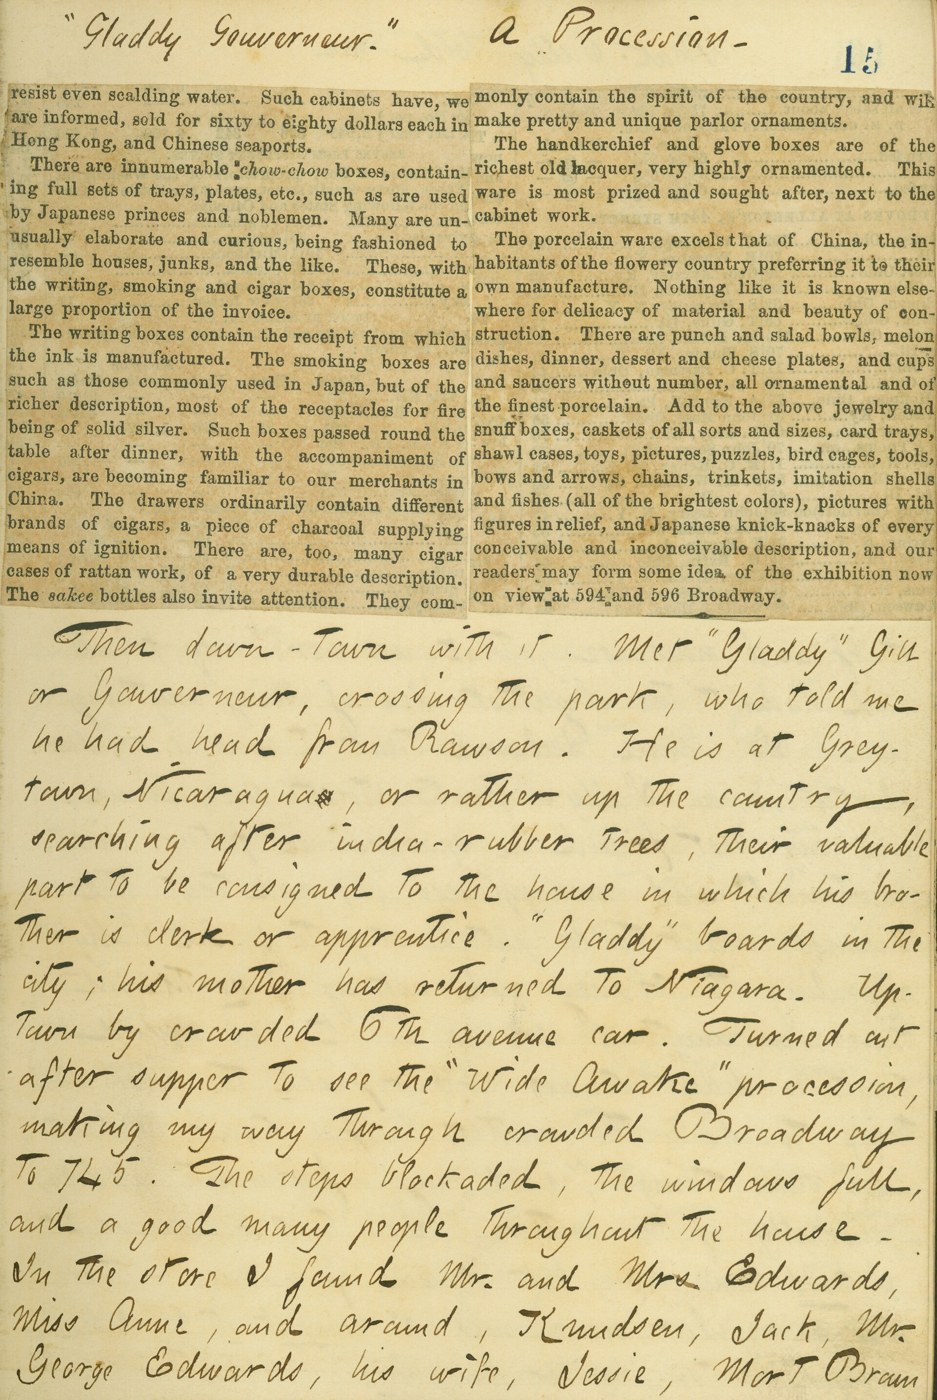 "Gladdy Gouverneur."   A Procession -
15
resist even scalding water. Such cabinets have, we
are informed, sold for sixty to eighty dollars each in
Hong Kong, and Chinese seaports.
There are innumerable chow-chow boxes, contain-
ing full sets of trays, plates, etc., such as are used
by Japanese princes and noblemen. Many are un-
usually elaborate and curious, being fashioned to
resemble houses, junks, and the like. These, with
the writing, smoking and cigar boxes, constitute a
large proportion of the invoice.
The writing boxes contain the receipt from which
the ink is manufactured. The smoking boxes are
such as those commonly used in Japan, but of the
richer description, most of the receptacles for fire
being of solid silver. Such boxes passed round the
table after dinner, with the accompaniment of
cigars, are becoming familiar to our merchants in
China. The drawers ordinarily contain different
brands of cigars, a piece of charcoal supplying
means of ignition. There are, too, many cigar
cases of rattan work, of a very durable description.
The sakee bottles also invite attention. They com-
monly contain the spirit of the country, and will
make pretty and unique parlor ornaments.
The handkerchief and glove boxes are of the
richest old lacquer, very highly ornamented. This
ware is most prized and sought after, next to the
cabinet work.
The porcelain ware excels that of China, the in-
habitants of the flowery country preferring it to their
own manufacture. Nothing like it is known else-
where for delicacy of material and beauty of con-
struction. There are punch and salad bowls, melon
dishes, dinner, dessert and cheese plates, and cups
and saucers without number, all ornamental and of
the finest porcelain. Add to the above jewelry and
snuff boxes, caskets of all sorts and sizes, card trays,
shawl cases, toys, pictures, puzzles, bird cages, tools,
bows and arrows, chains, trinkets, imitation shells
and fishes (all of the brightest colors), pictures with
figures in relief, and Japanese knick-knacks of every
conceivable and inconceivable description, and our
readers may form some idea of the exhibition now
on view at 594 and 596 Broadway.
Then down-town with it. Met "Gladdy" Gill
or Gouverneur, crossing the park, who told me
he had head from Rawson. He is at Grey-
town, Nicaragua, or rather up the country,
searching after india-rubber trees, their valuable
part to be consigned to the house in which his bro-
ther is clerk or apprentice. "Gladdy" boards in the
city; his mother has returned to Niagara. Up-
town by crowded 6th avenue car. Turned out
after supper to see the "Wide Awake" procession,
making my way through crowded Broadway
to 745. The steps blockaded, the windows full,
and a good many people throughout the house -
In the store I found Mr. and Mrs Edwards,
Miss Anne, and around, Knudsen, Jack, Mr.
George Edwards, his wife, Jessie, Mort Brown